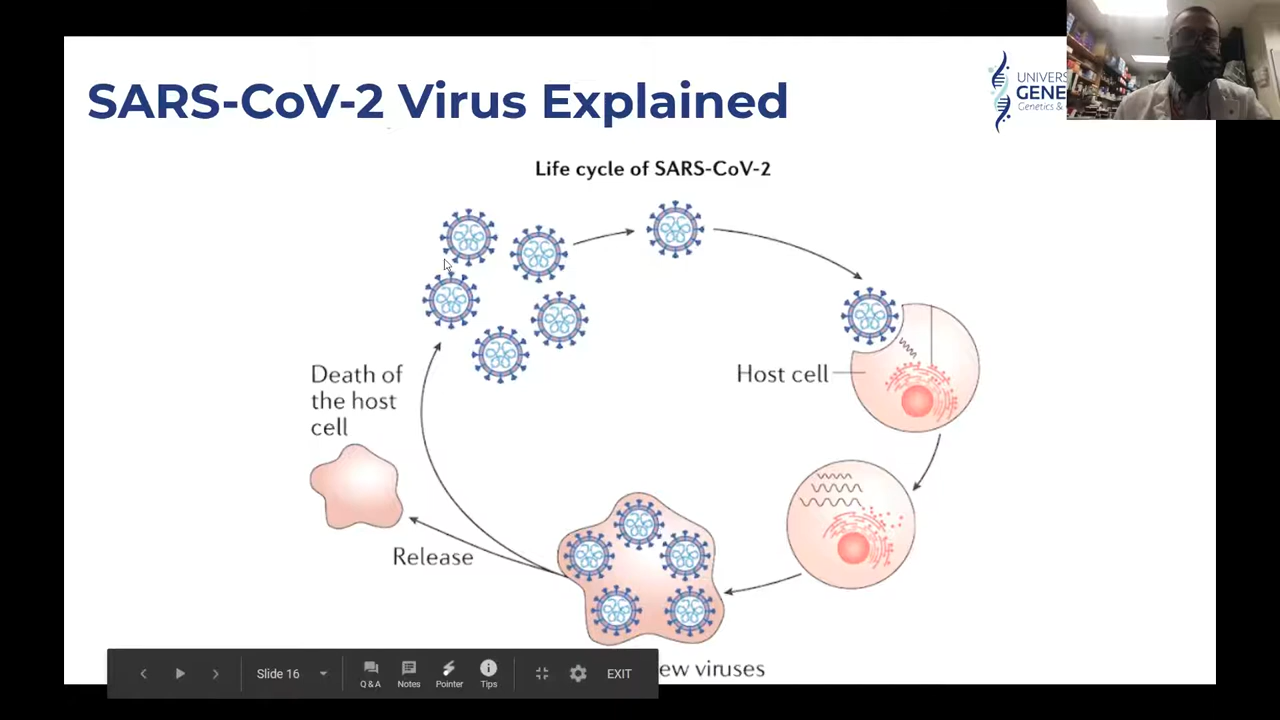 SARS-CoV-2 Virus Explained
UNIVERS
GENE
Genetics &
Life cycle of SARS-CoV-2
Host cell
Death of
the host
cell
Release
ew viruses
Slide 16
Q & A
Notes
Pointer
Tips
EXIT